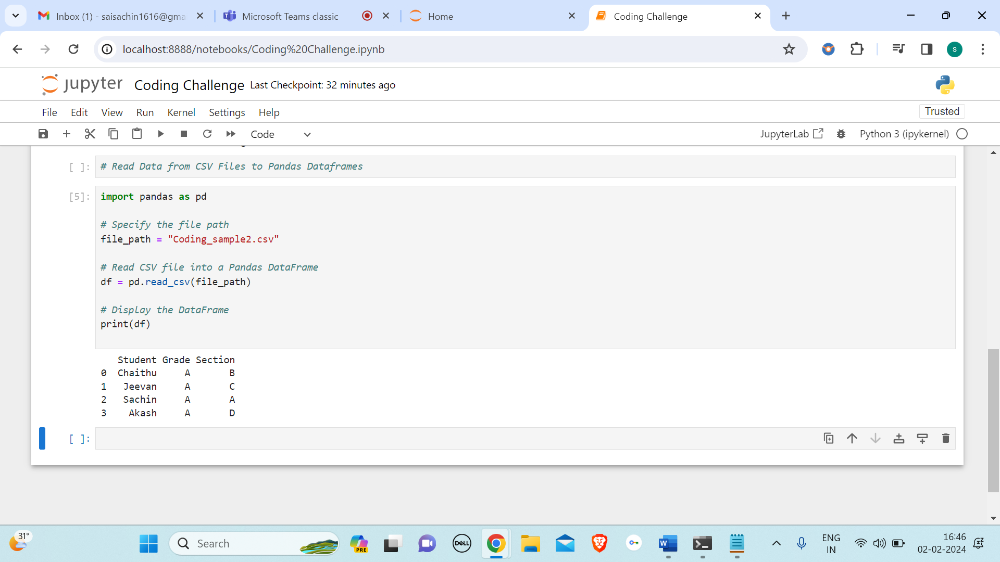 Inbox (1) - saisachin1616@gma
Microsoft Teams classic
Home
Coding Challenge
localhost:8888/notebooks/Coding%20Challenge.ipynb
s
jupyter Coding Challenge Last Checkpoint: 32 minutes ago
File Edit View Run Kernel Settings Help
Trusted
Code
JupyterLab
Python 3 (ipykernel)
[ ]: # Read Data from CSV Files to Pandas Dataframes
[5]: import pandas as pd
# Specify the file path
file_path = "Coding_sample2.csv"
# Read CSV file into a Pandas DataFrame
df = pd.read_csv(file_path)
# Display the DataFrame
print(df)
Student Grade Section
0 Chaithu A B
1 Jeevan A C
2 Sachin A A
3 Akash A D
[ ]:
31°
Search
PRE
DELL
W
ENG
IN
16:46
02-02-2024